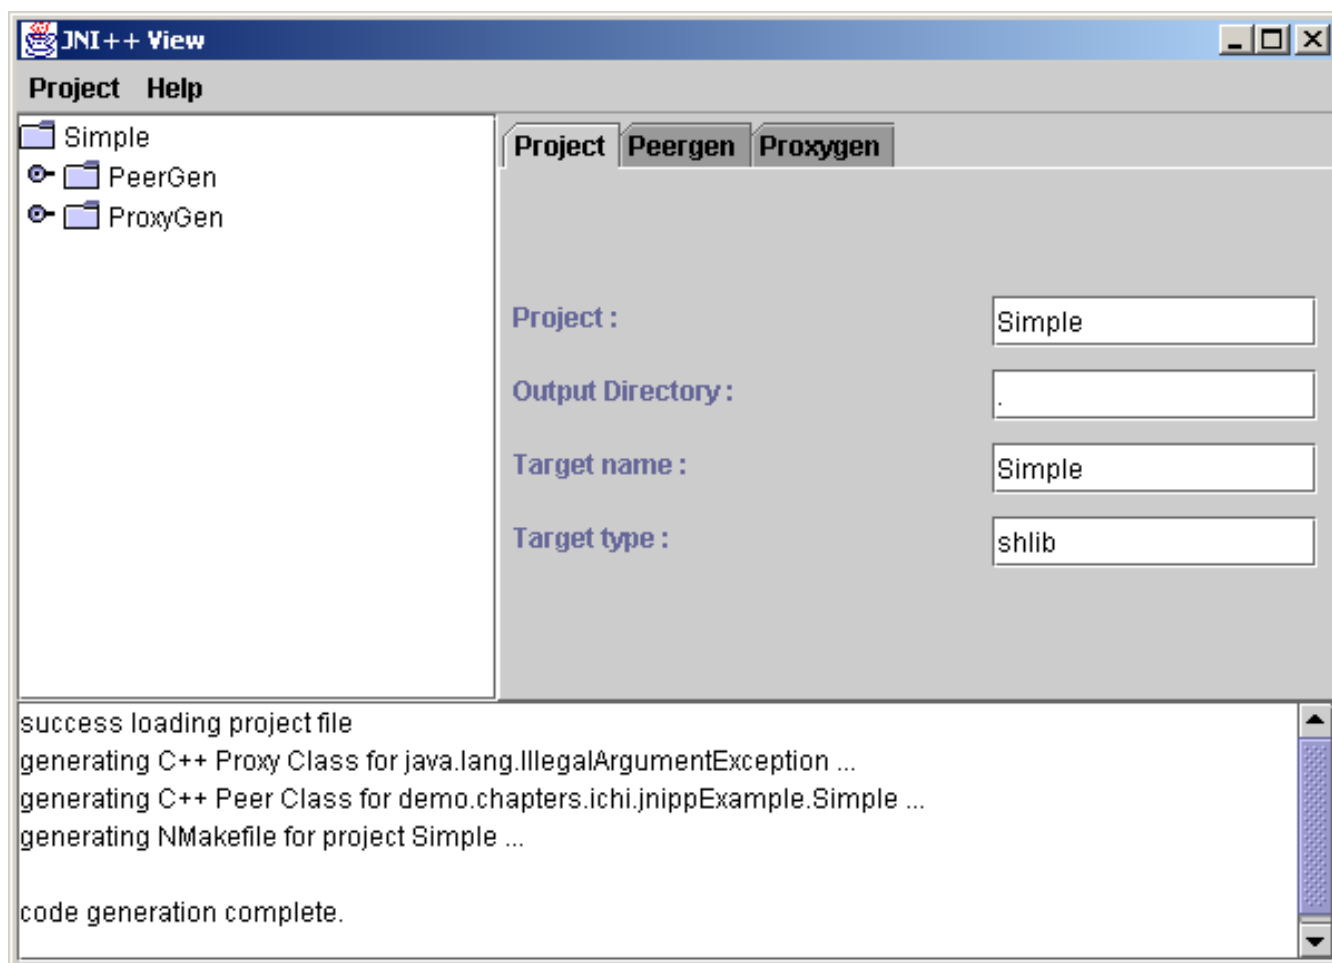 JNI++ View
Project Help
Simple
PeerGen
ProxyGen
Project Peergen Proxygen
Project : Simple
Output Directory : .
Target name : Simple
Target type : shlib
success loading project file
generating C++ Proxy Class for java.lang.IllegalArgumentException ...
generating C++ Peer Class for demo.chapters.ichi.jnippExample.Simple ...
generating NMakefile for project Simple ...
code generation complete.